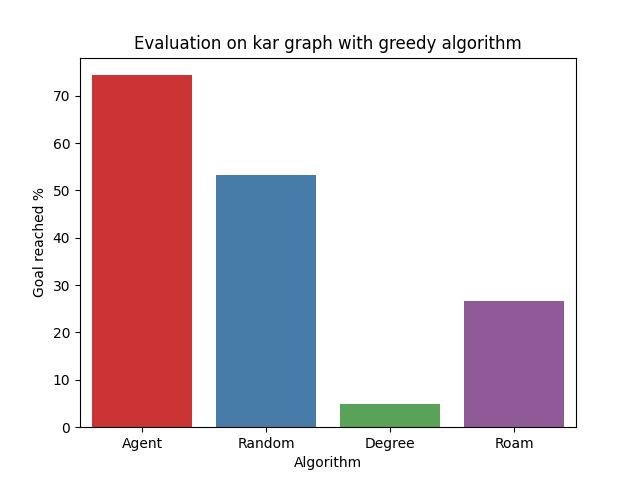 Evaluation on kar graph with greedy algorithm
Goal reached %
70
60
50
40
30
20
10
0
Agent Random Degree Roam
Algorithm